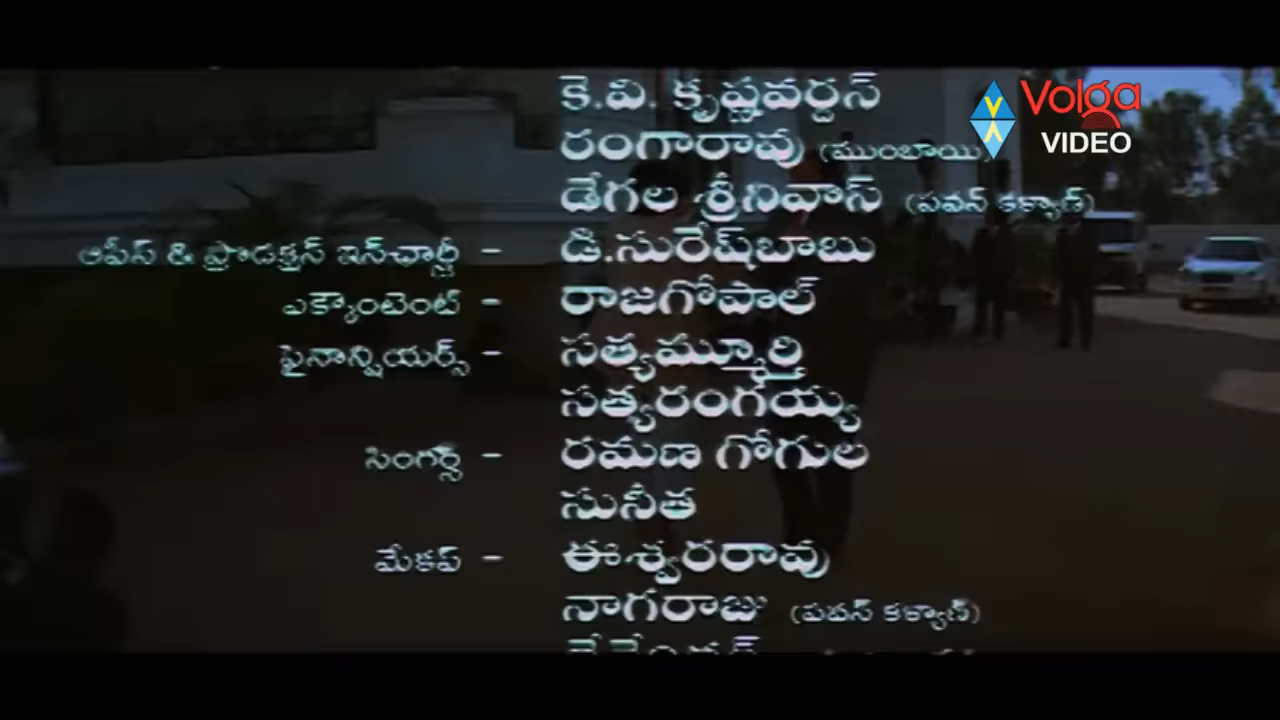 కె.వి. కృష్ణవర్దన్
Volga
VIDEO
రంగారావు (ముంబాయి)
డేగల శ్రీనివాస్ (పవన్ కళ్యాణ్)
ఆఫీస్ & ప్రొడక్షన్ ఇన్‌చార్జీ - డి.సురేష్‌బాబు
ఎక్కౌంటెంట్ - రాజగోపాల్
ఫైనాన్షియర్స్ - సత్యమ్మూర్తి
సత్యరంగయ్య
సింగర్స్ - రమణ గోగుల
సునీత
మేకప్ - ఈశ్వరరావు
నాగరాజు (పవన్ కళ్యాణ్)